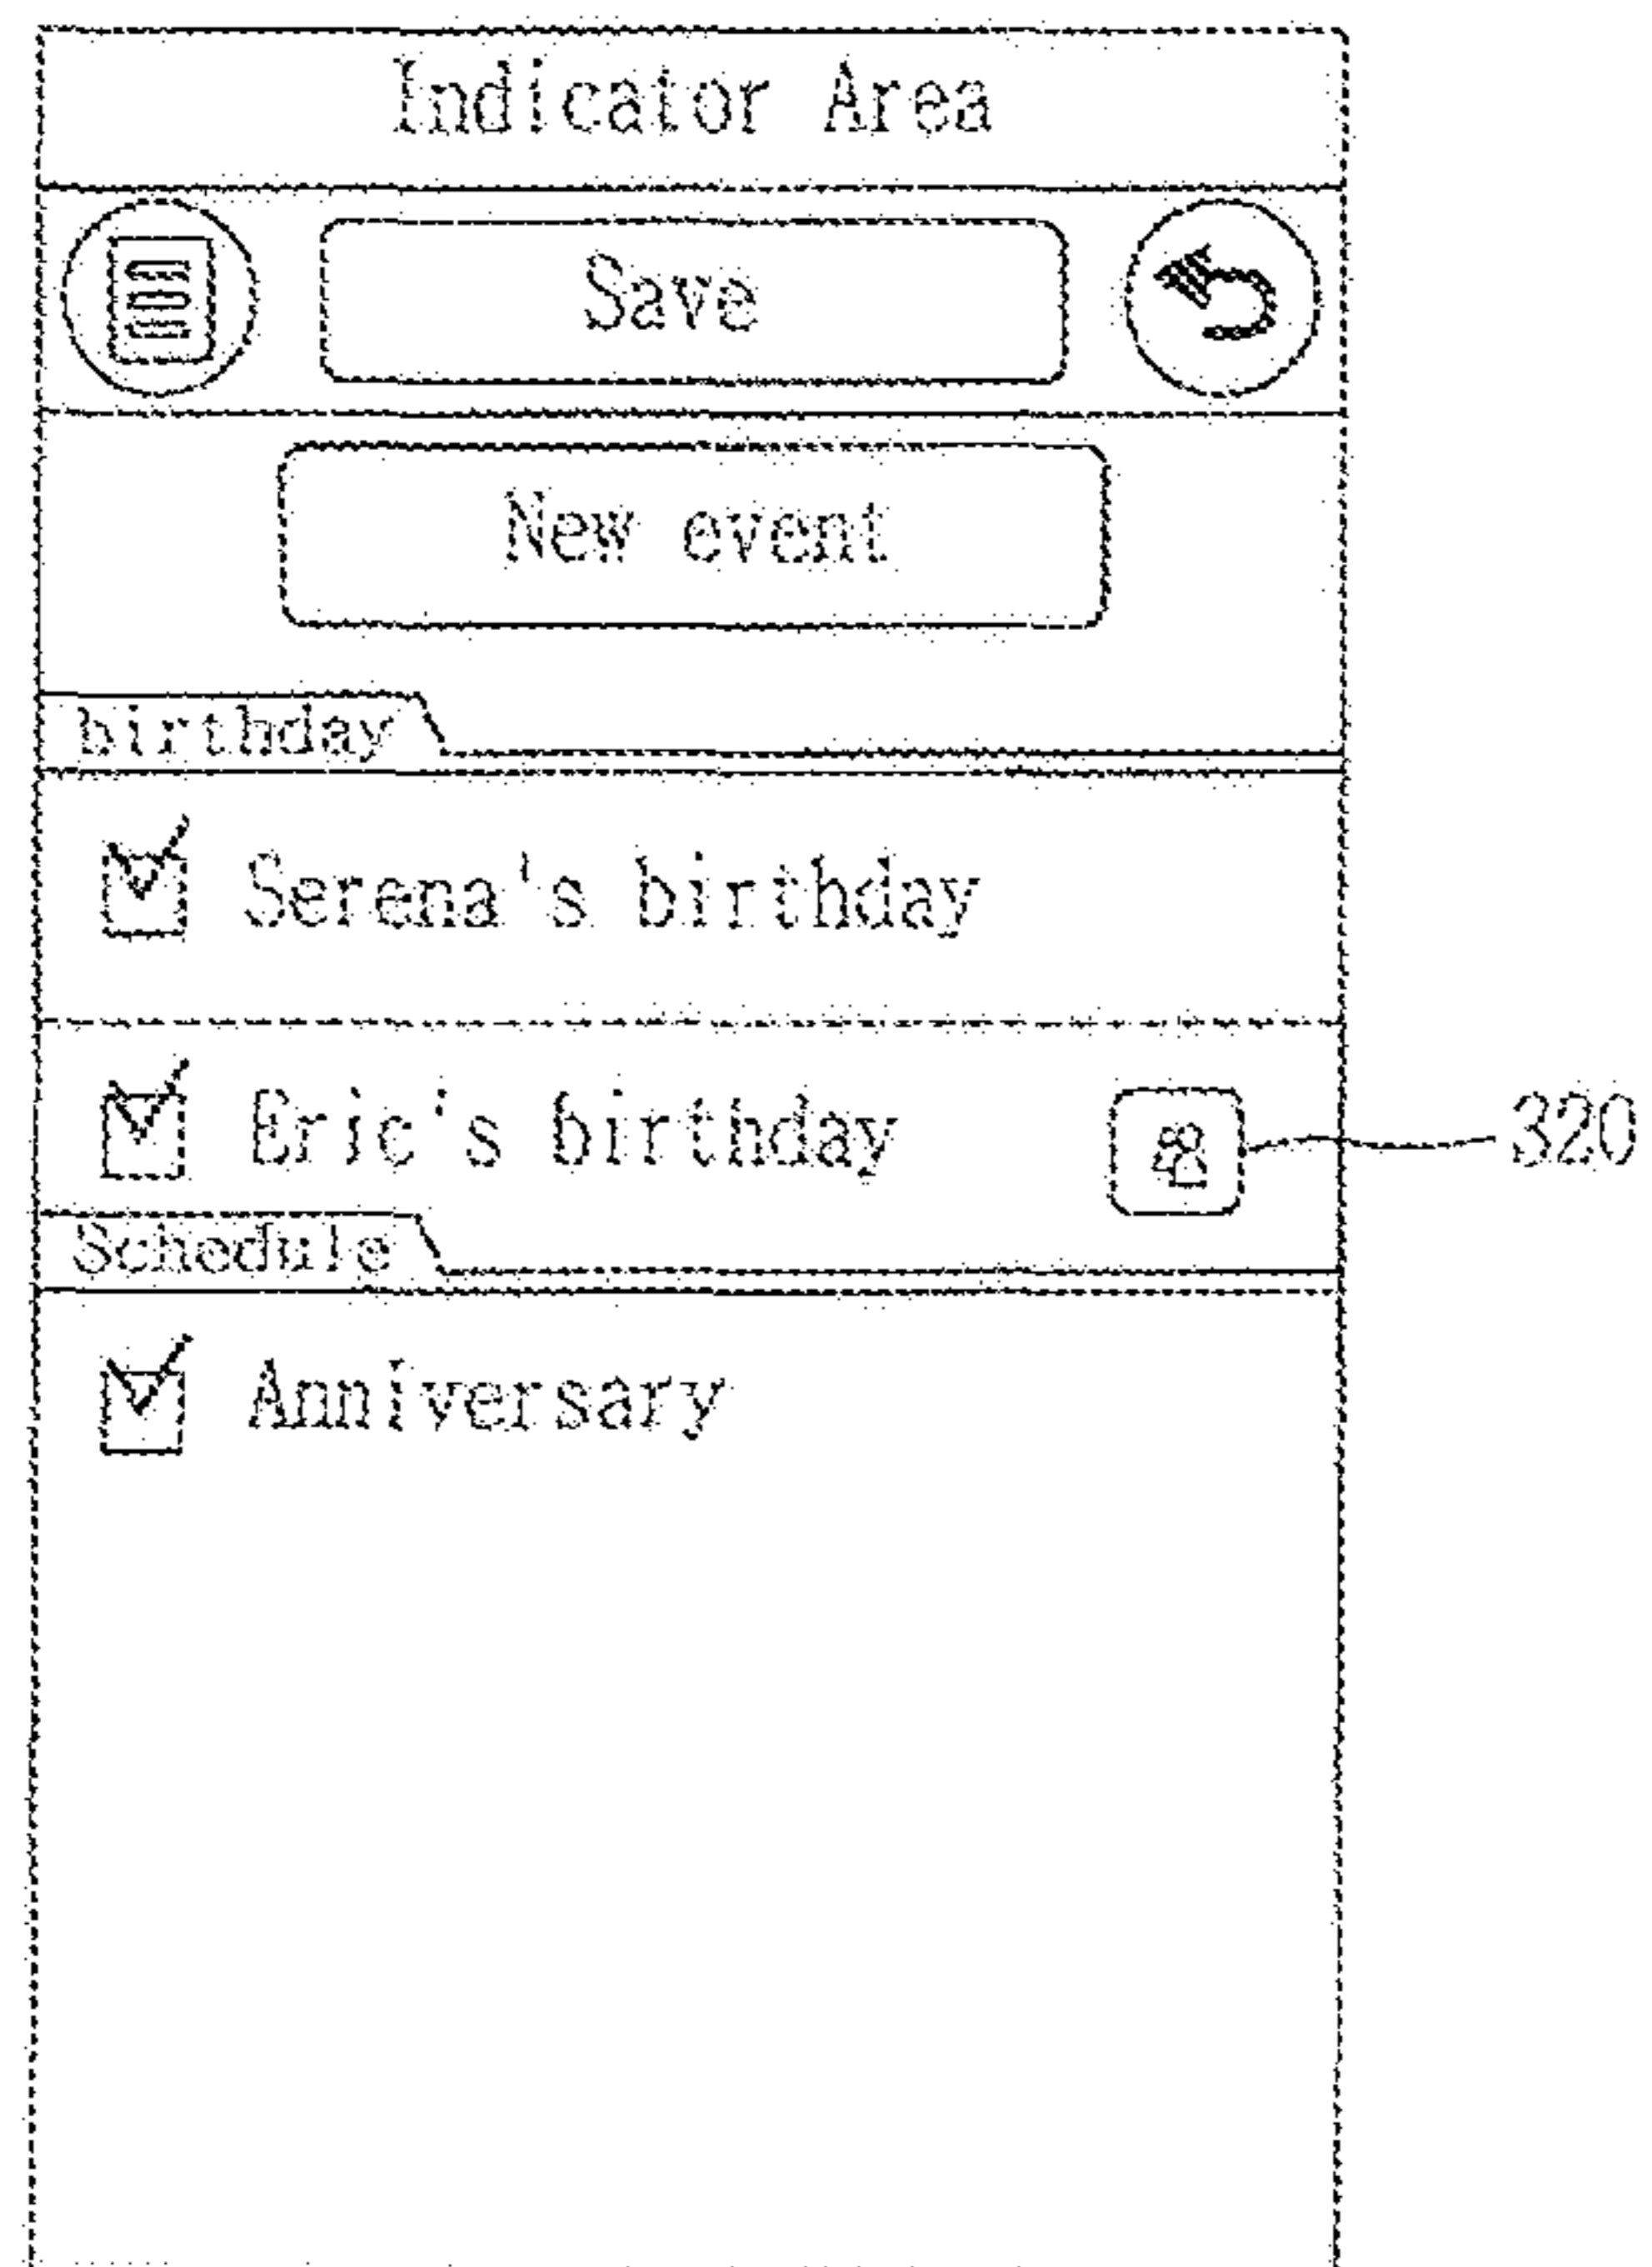 Indicator Area
Save
New event
birthday
Serena's birthday
Eric's birthday
320
Schedule
Anniversary